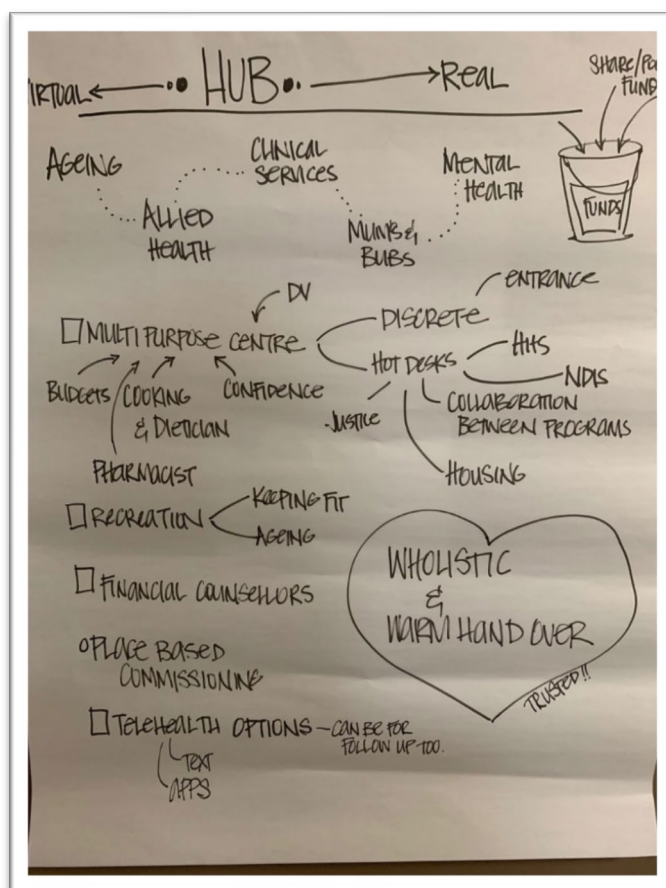 IRTUAL HUB REAL
SHARE/PO
FUND
FUNDS
AGEING
ALLIED
HEALTH
CLINICAL
SERVICES
MUMS &
BUBS
MENTAL
HEALTH
DV
MULTI PURPOSE CENTRE
BUDGETS
COOKING
& DIETICIAN
CONFIDENCE
PHARMACIST
DISCRETE
ENTRANCE
HOT DESKS
HHS
NDIS
COLLABORATION
BETWEEN PROGRAMS
-JUSTICE
HOUSING
RECREATION
KEEPING FIT
AGEING
FINANCIAL COUNSELLORS
PLACE BASED
COMMISSIONING
TELEHEALTH OPTIONS - CAN BE FOR
FOLLOW UP TOO.
TEXT
APPS
WHOLISTIC
&
WARM HAND OVER
TRUSTED!!